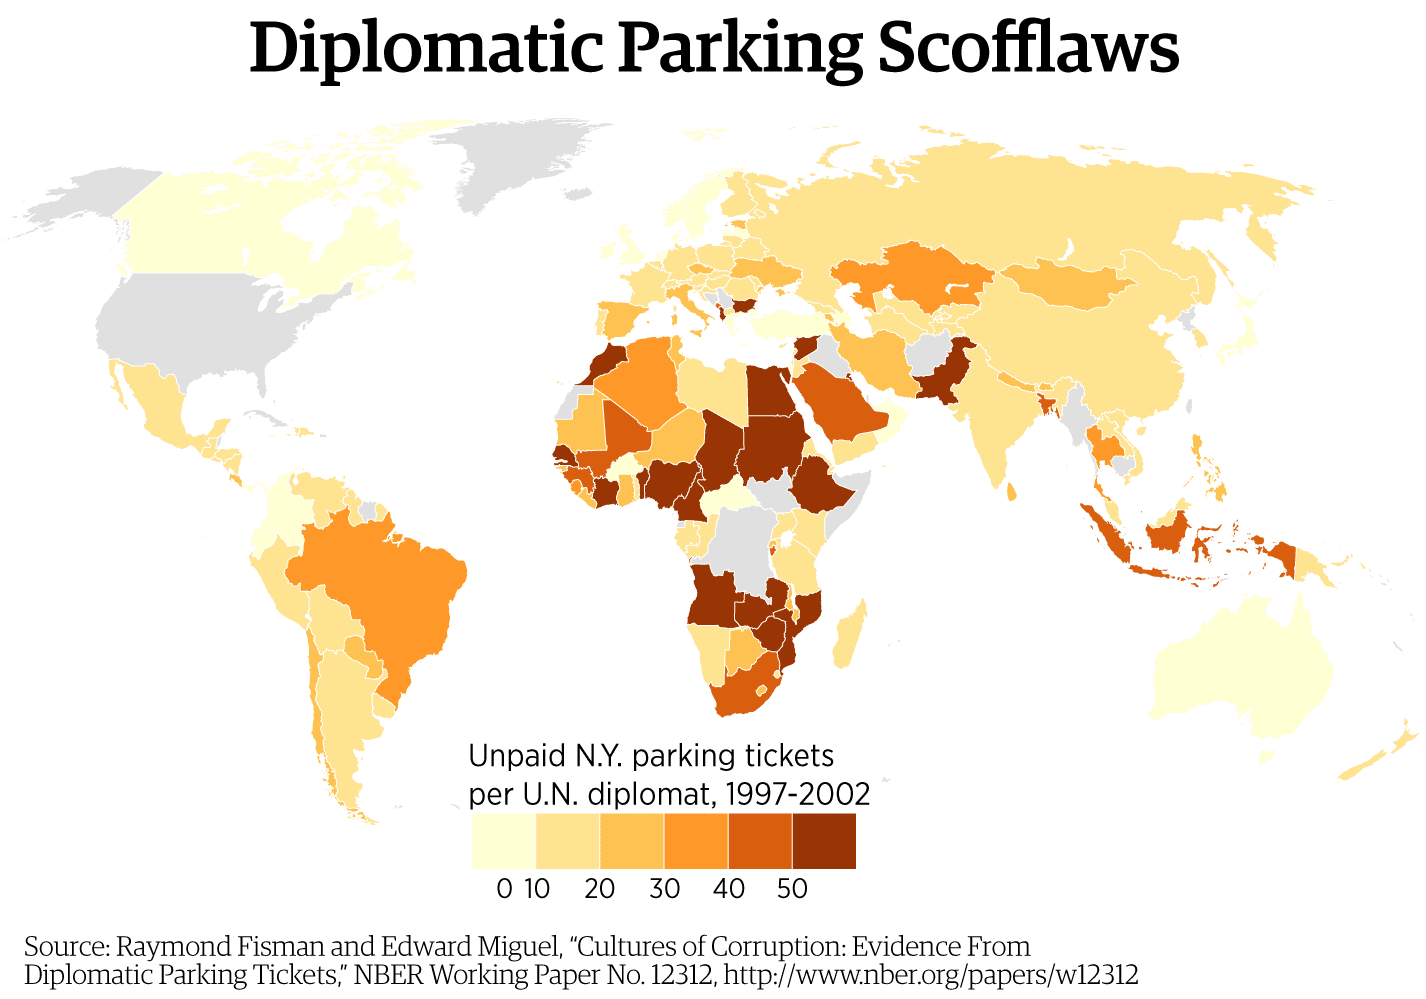 Diplomatic Parking Scofflaws
Unpaid N.Y. parking tickets
per U.N. diplomat, 1997-2002
0 10 20 30 40 50
Source: Raymond Fisman and Edward Miguel, “Cultures of Corruption: Evidence From
Diplomatic Parking Tickets,” NBER Working Paper No. 12312, http://www.nber.org/papers/w12312